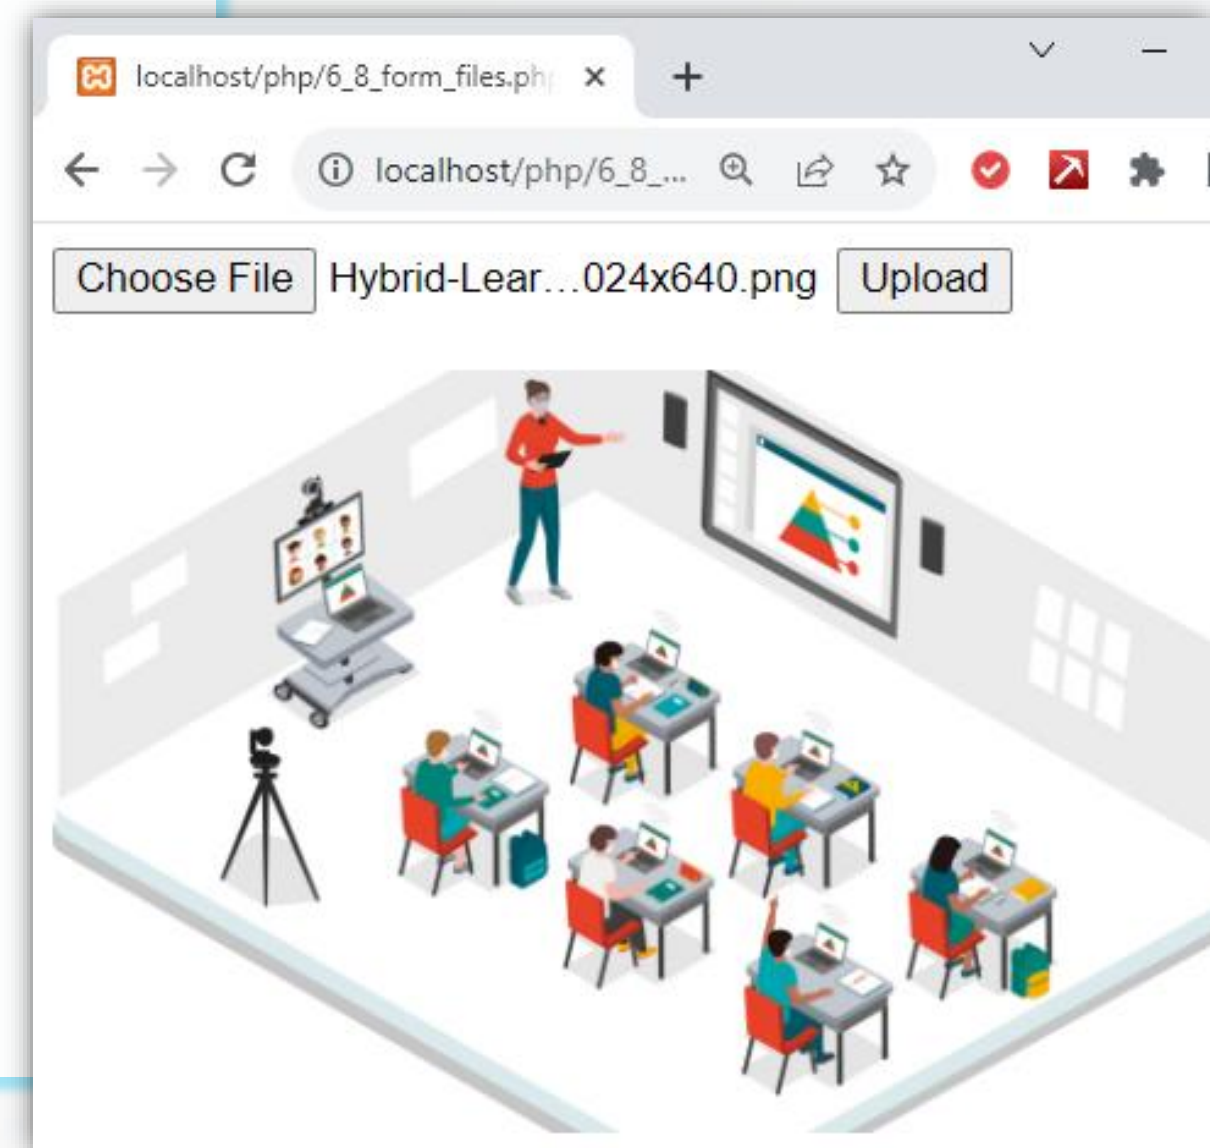 localhost/php/6_8_form_files.ph
localhost/php/6_8_...
Choose File Hybrid-Lear...024x640.png Upload